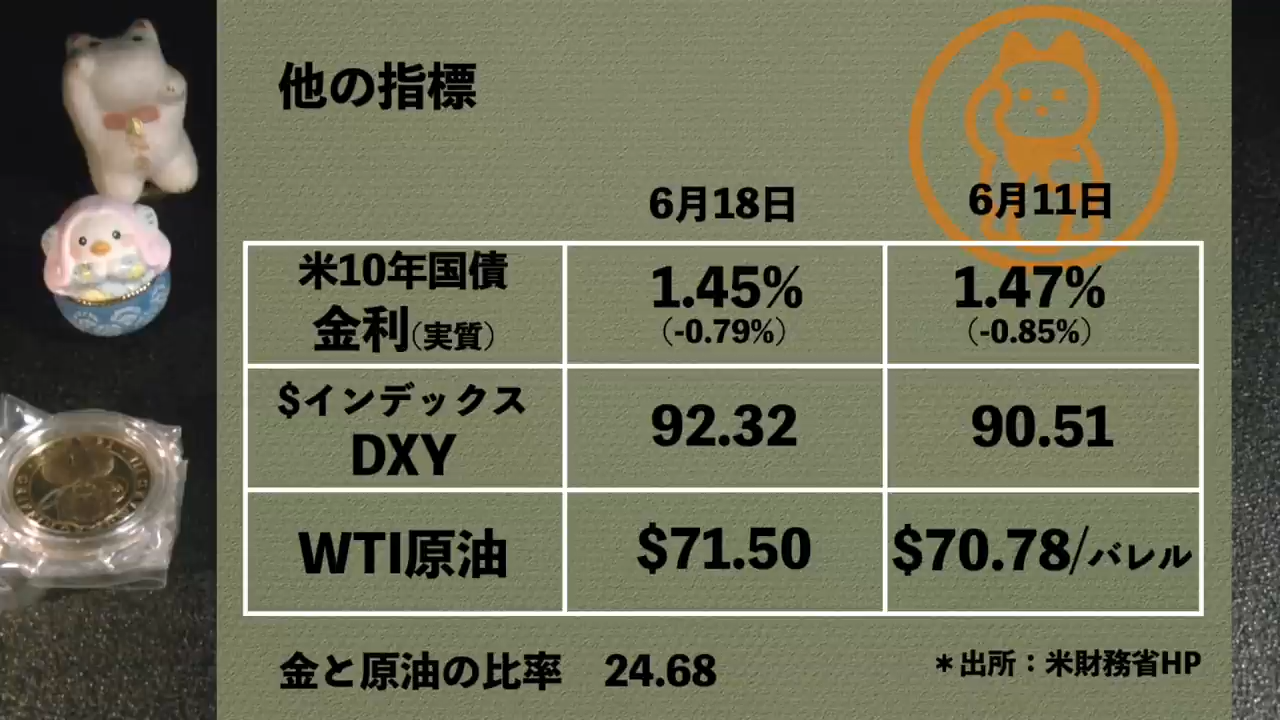 他の指標
6月18日 6月11日
米10年国債
金利(実質) 1.45% 1.47%
(-0.79%) (-0.85%)
$インデックス
DXY 92.32 90.51
WTI原油 $71.50 $70.78/バレル
金と原油の比率 24.68
＊出所：米財務省HP